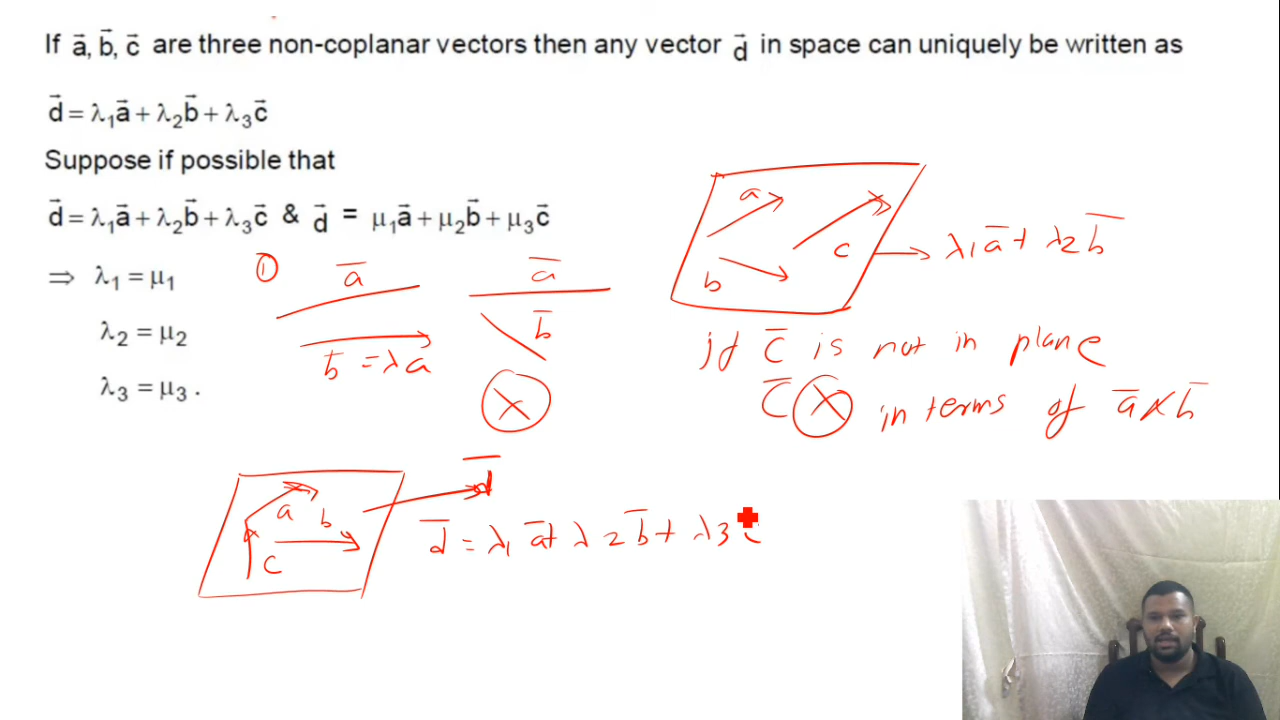 If a⃗, b⃗, c⃗ are three non-coplanar vectors then any vector d⃗ in space can uniquely be written as
d⃗ = λ₁a⃗ + λ₂b⃗ + λ₃c⃗
Suppose if possible that
d⃗ = λ₁a⃗ + λ₂b⃗ + λ₃c⃗ & d⃗ = μ₁a⃗ + μ₂b⃗ + μ₃c⃗
⇒ λ₁ = μ₁
λ₂ = μ₂
λ₃ = μ₃ .
①
a̅
b̅ = λa
a̅
b̅
a
b
c
λ1 a̅ + λ2 b̅
if c̅ is not in plane
c̅ ⓧ in terms of a̅ & b̅
a
b
c
d̅
d̅ = λ1 a̅ + λ2 b̅ + λ3 c